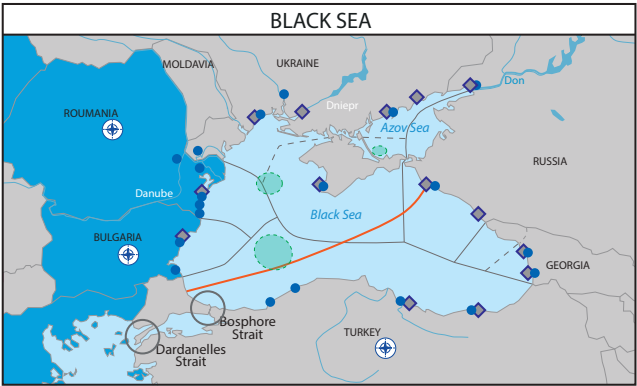 BLACK SEA
MOLDAVIA
UKRAINE
Don
ROUMANIA
Dniepr
Azov Sea
RUSSIA
Danube
Black Sea
BULGARIA
GEORGIA
Bosphore
Strait
TURKEY
Dardanelles
Strait